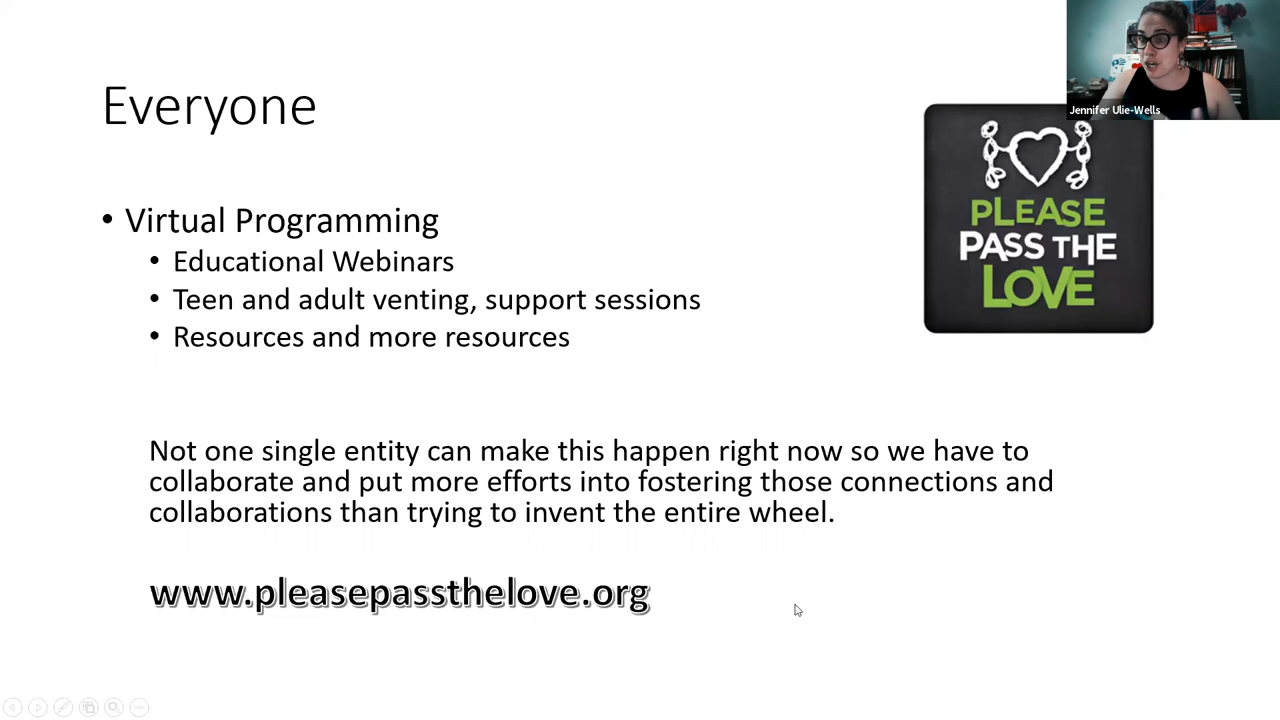 Everyone
Jennifer Ulie-Wells
PLEASE
PASS THE
LOVE
• Virtual Programming
• Educational Webinars
• Teen and adult venting, support sessions
• Resources and more resources
Not one single entity can make this happen right now so we have to
collaborate and put more efforts into fostering those connections and
collaborations than trying to invent the entire wheel.
www.pleasepassthelove.org